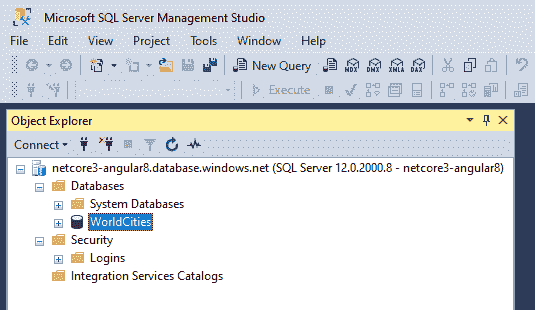 Microsoft SQL Server Management Studio
File Edit View Project Tools Window Help
New Query MDX DMX XMLA DAX
Execute
Object Explorer
Connect
netcore3-angular8.database.windows.net (SQL Server 12.0.2000.8 - netcore3-angular8)
Databases
System Databases
WorldCities
Security
Logins
Integration Services Catalogs